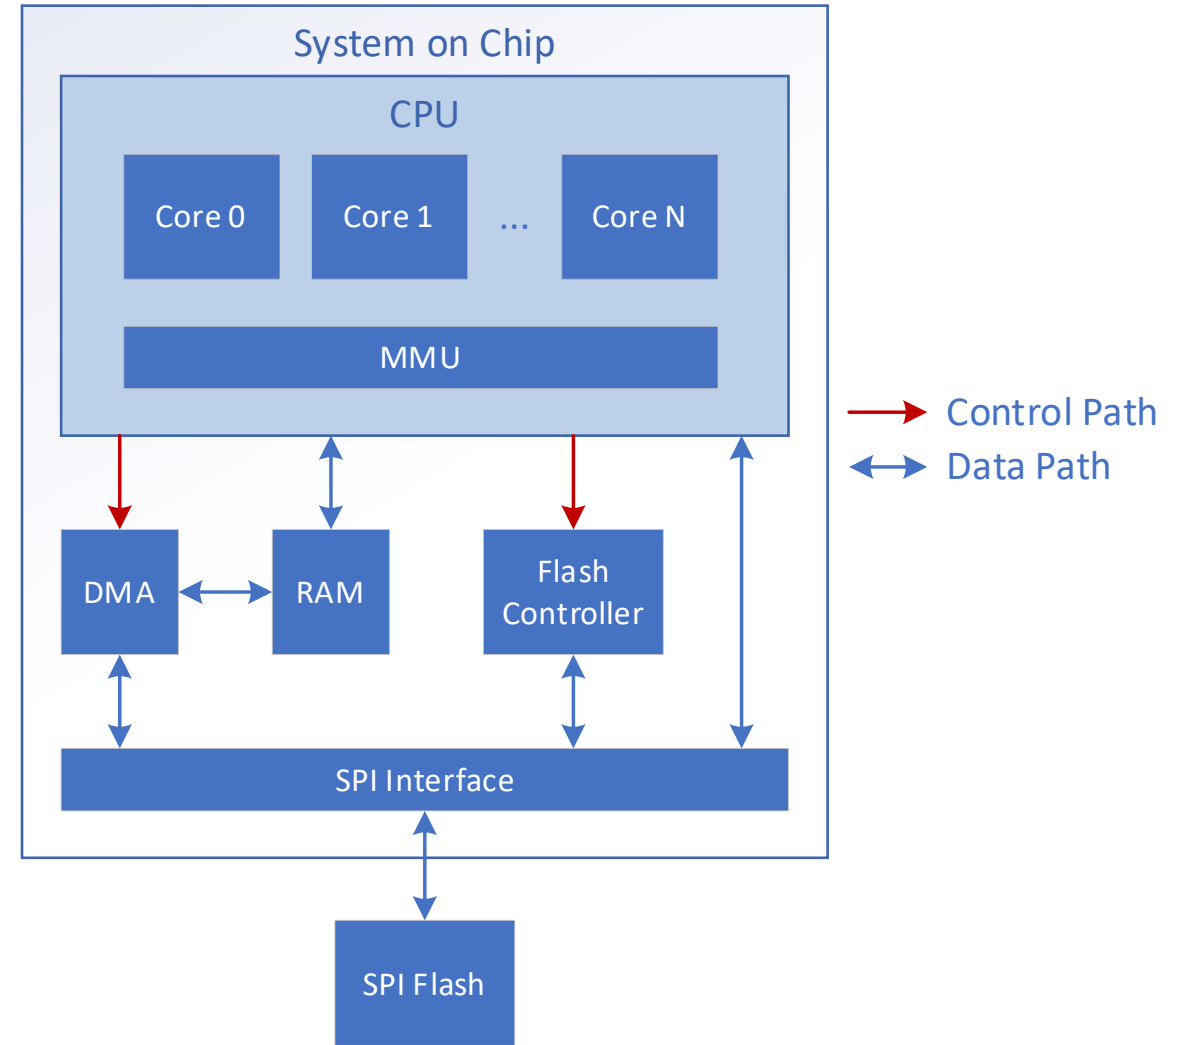 System on Chip
CPU
Core 0
Core 1
...
Core N
MMU
Control Path
Data Path
DMA
RAM
Flash
Controller
SPI Interface
SPI Flash